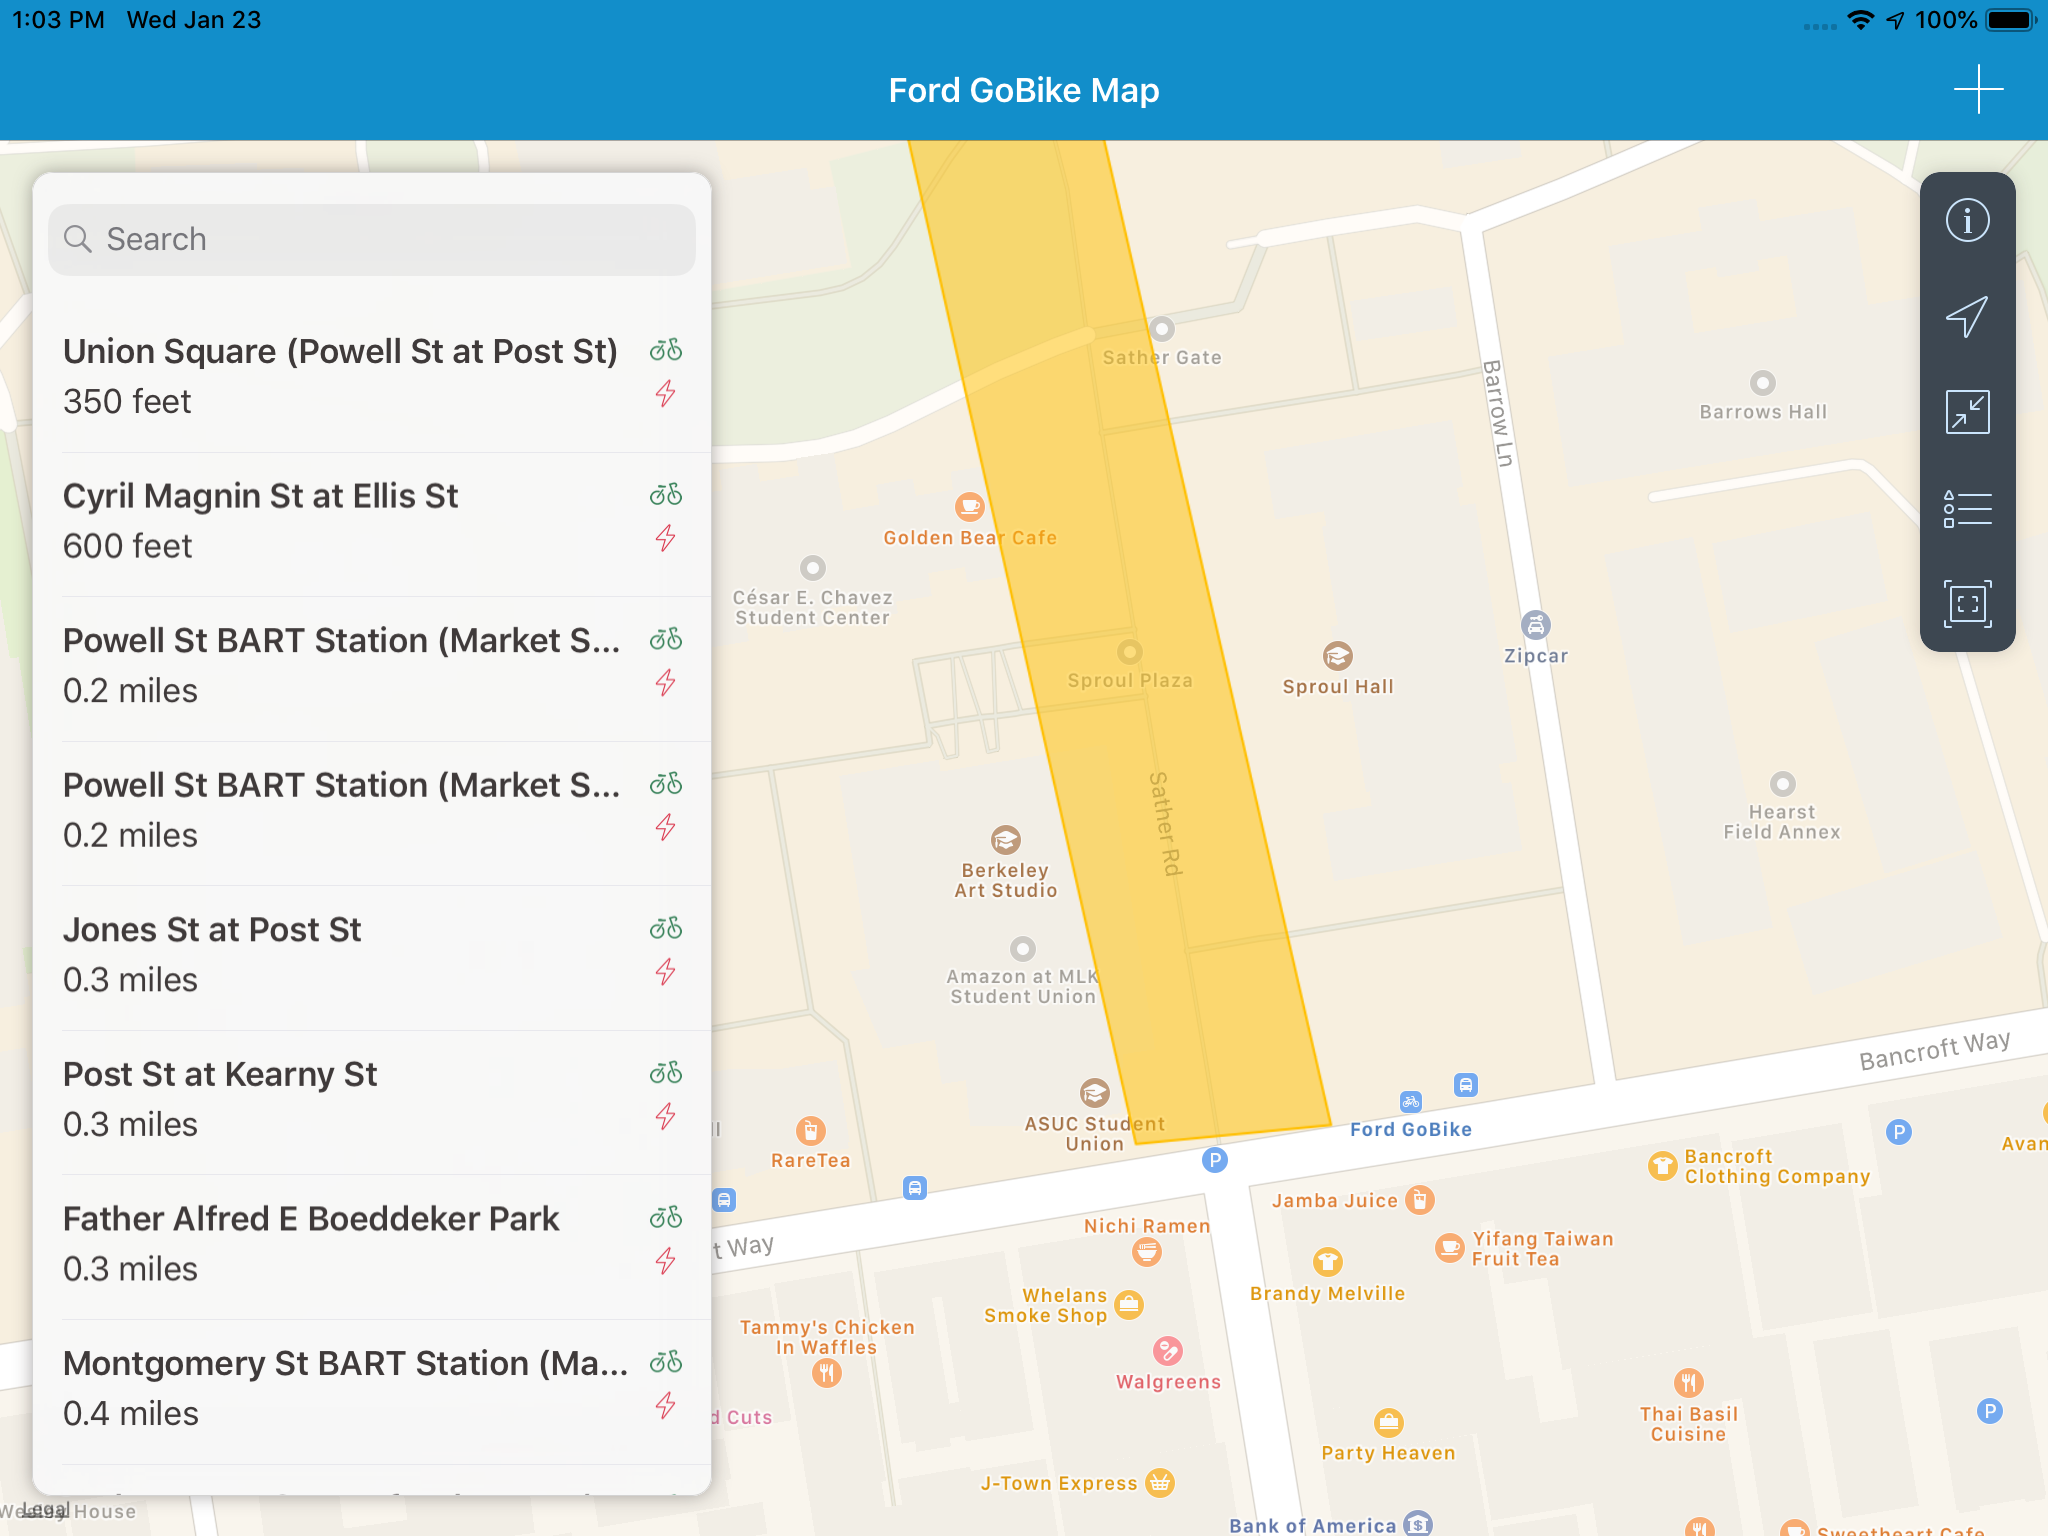 1:03 PM Wed Jan 23
100%
Ford GoBike Map
Search
Union Square (Powell St at Post St)
350 feet
Cyril Magnin St at Ellis St
600 feet
Powell St BART Station (Market S...
0.2 miles
Powell St BART Station (Market S...
0.2 miles
Jones St at Post St
0.3 miles
Post St at Kearny St
0.3 miles
Father Alfred E Boeddeker Park
0.3 miles
Montgomery St BART Station (Ma...
0.4 miles
Legal
House
Sather Gate
Barrow Ln
Barrows Hall
Golden Bear Cafe
César E. Chavez
Student Center
Sproul Plaza
Sproul Hall
Zipcar
Sather Rd
Hearst
Field Annex
Berkeley
Art Studio
Amazon at MLK
Student Union
Bancroft Way
ASUC Student
Union
RareTea
P
Ford GoBike
P
Avan
Bancroft
Clothing Company
Jamba Juice
Nichi Ramen
t Way
Yifang Taiwan
Fruit Tea
Brandy Melville
Whelans
Smoke Shop
Tammy's Chicken
In Waffles
Walgreens
d Cuts
Thai Basil
Cuisine
P
Party Heaven
J-Town Express
Bank of America
$
Sweetheart Cafe